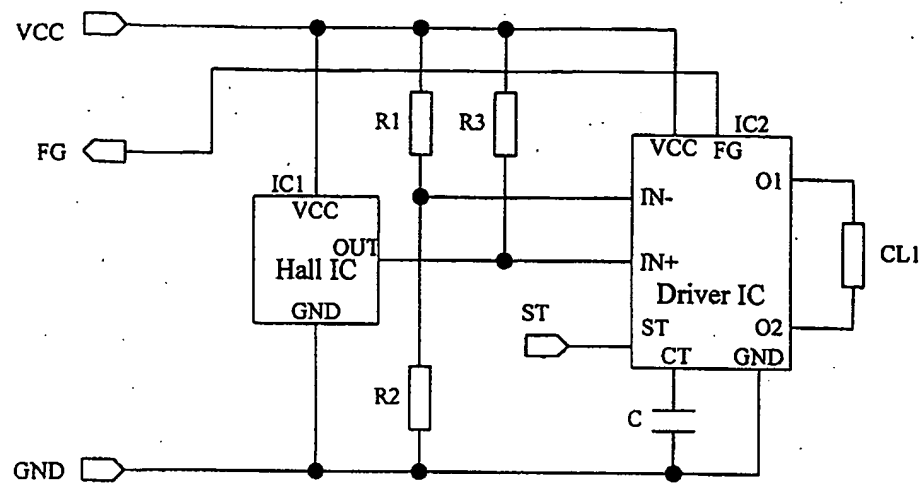 VCC
FG
R1
R3
IC1
VCC
OUT
Hall IC
GND
IC2
VCC FG
IN-
IN+
O1
O2
Driver IC
ST
ST
CT
GND
CL1
R2
C
GND